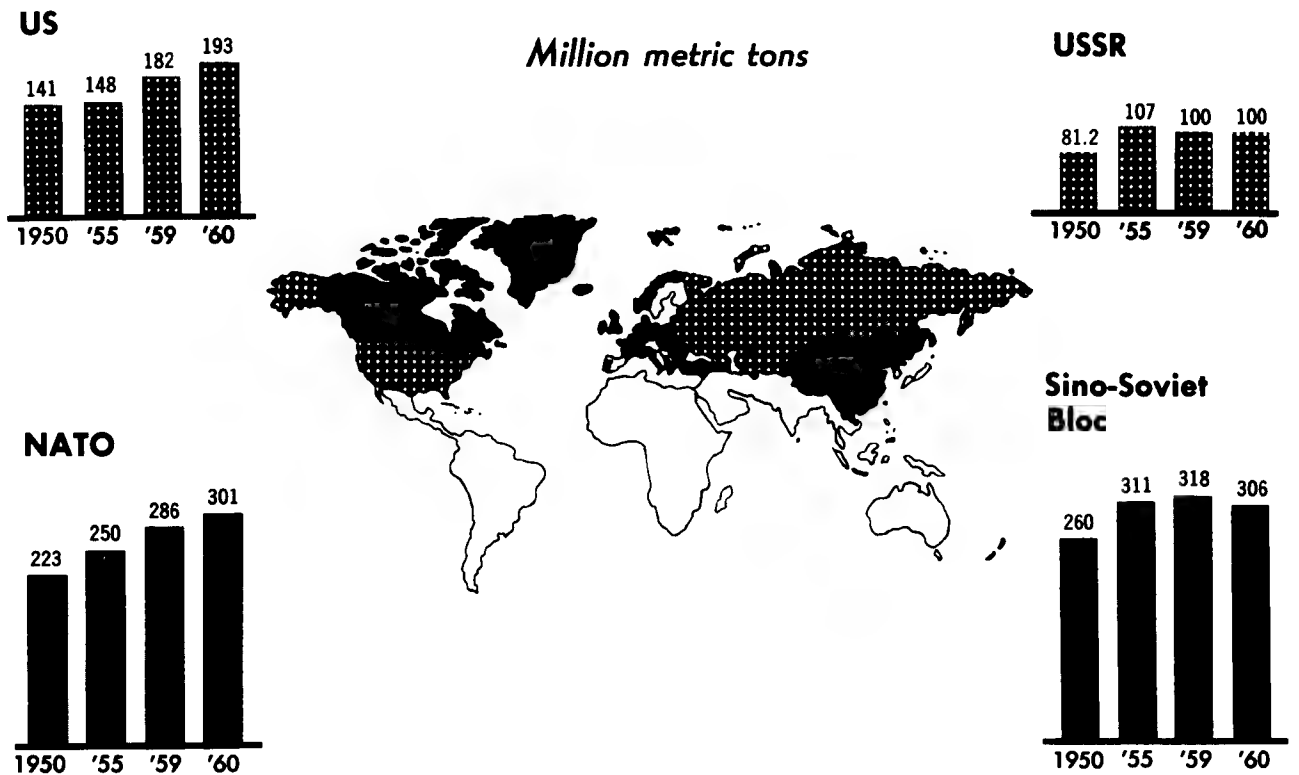 US
141 148 182 193
1950 '55 '59 '60
Million metric tons
USSR
81.2 107 100 100
1950 '55 '59 '60
NATO
223 250 286 301
1950 '55 '59 '60
Sino-Soviet
Bloc
260 311 318 306
1950 '55 '59 '60